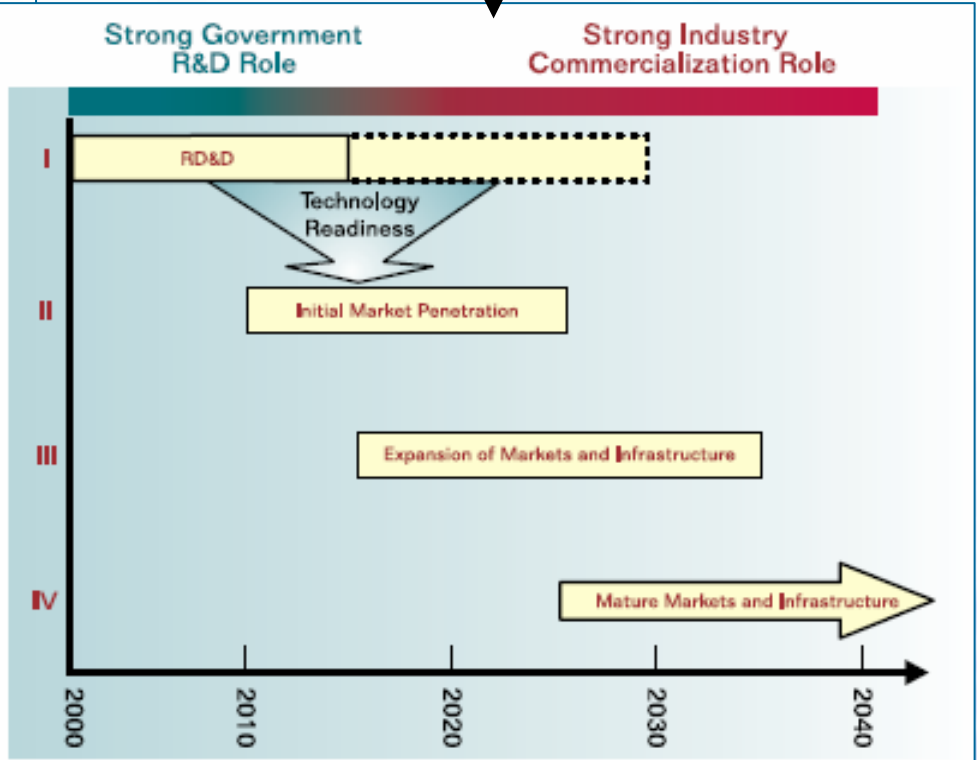 Strong Government
R&D Role
Strong Industry
Commercialization Role
I
RD&D
Technology
Readiness
II
Initial Market Penetration
III
Expansion of Markets and Infrastructure
IV
Mature Markets and Infrastructure
2000
2010
2020
2030
2040